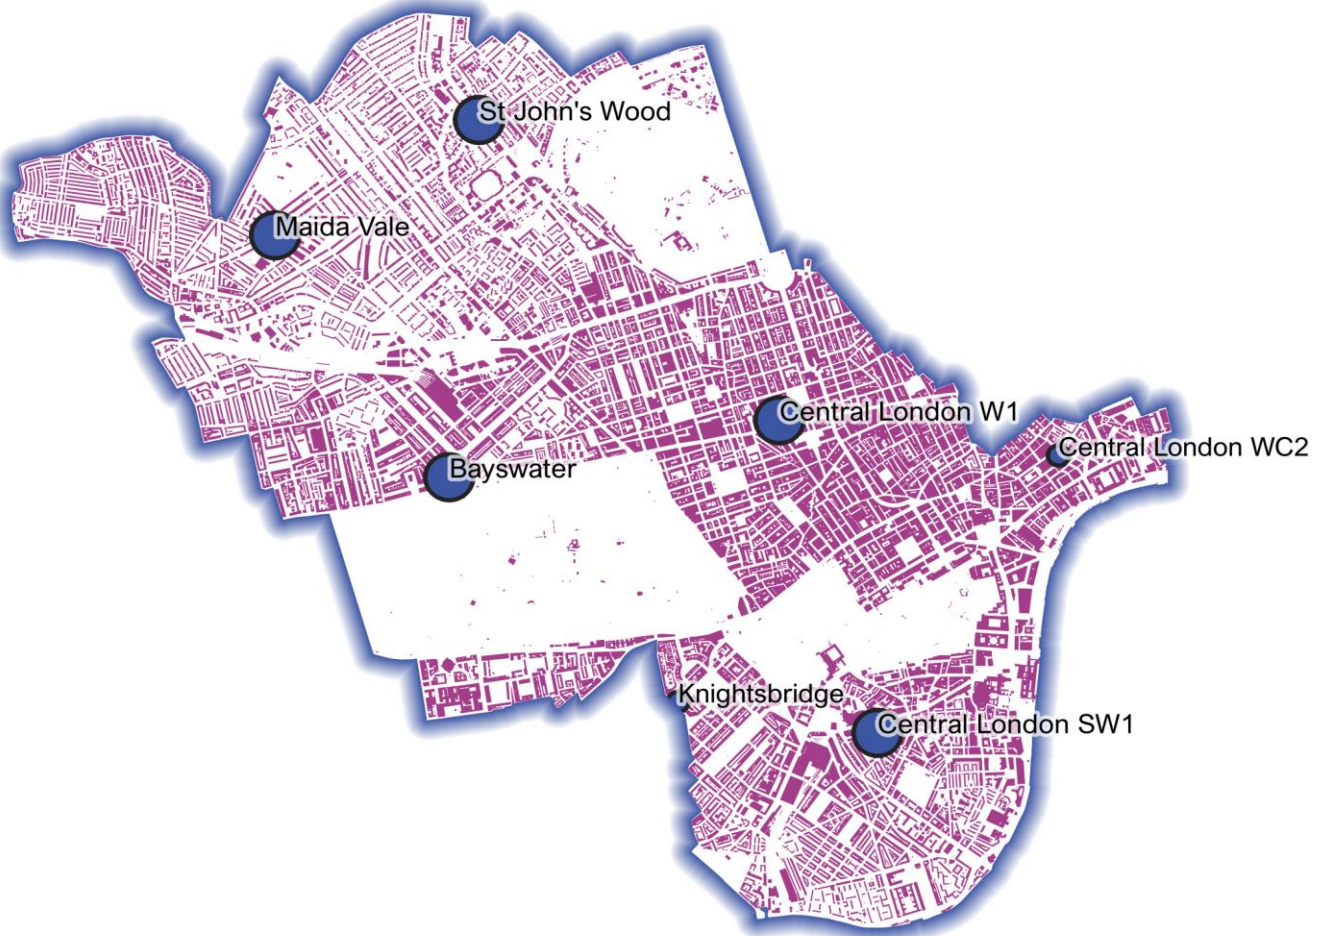 St John's Wood
Maida Vale
Central London W1
Central London WC2
Bayswater
Knightsbridge
Central London SW1